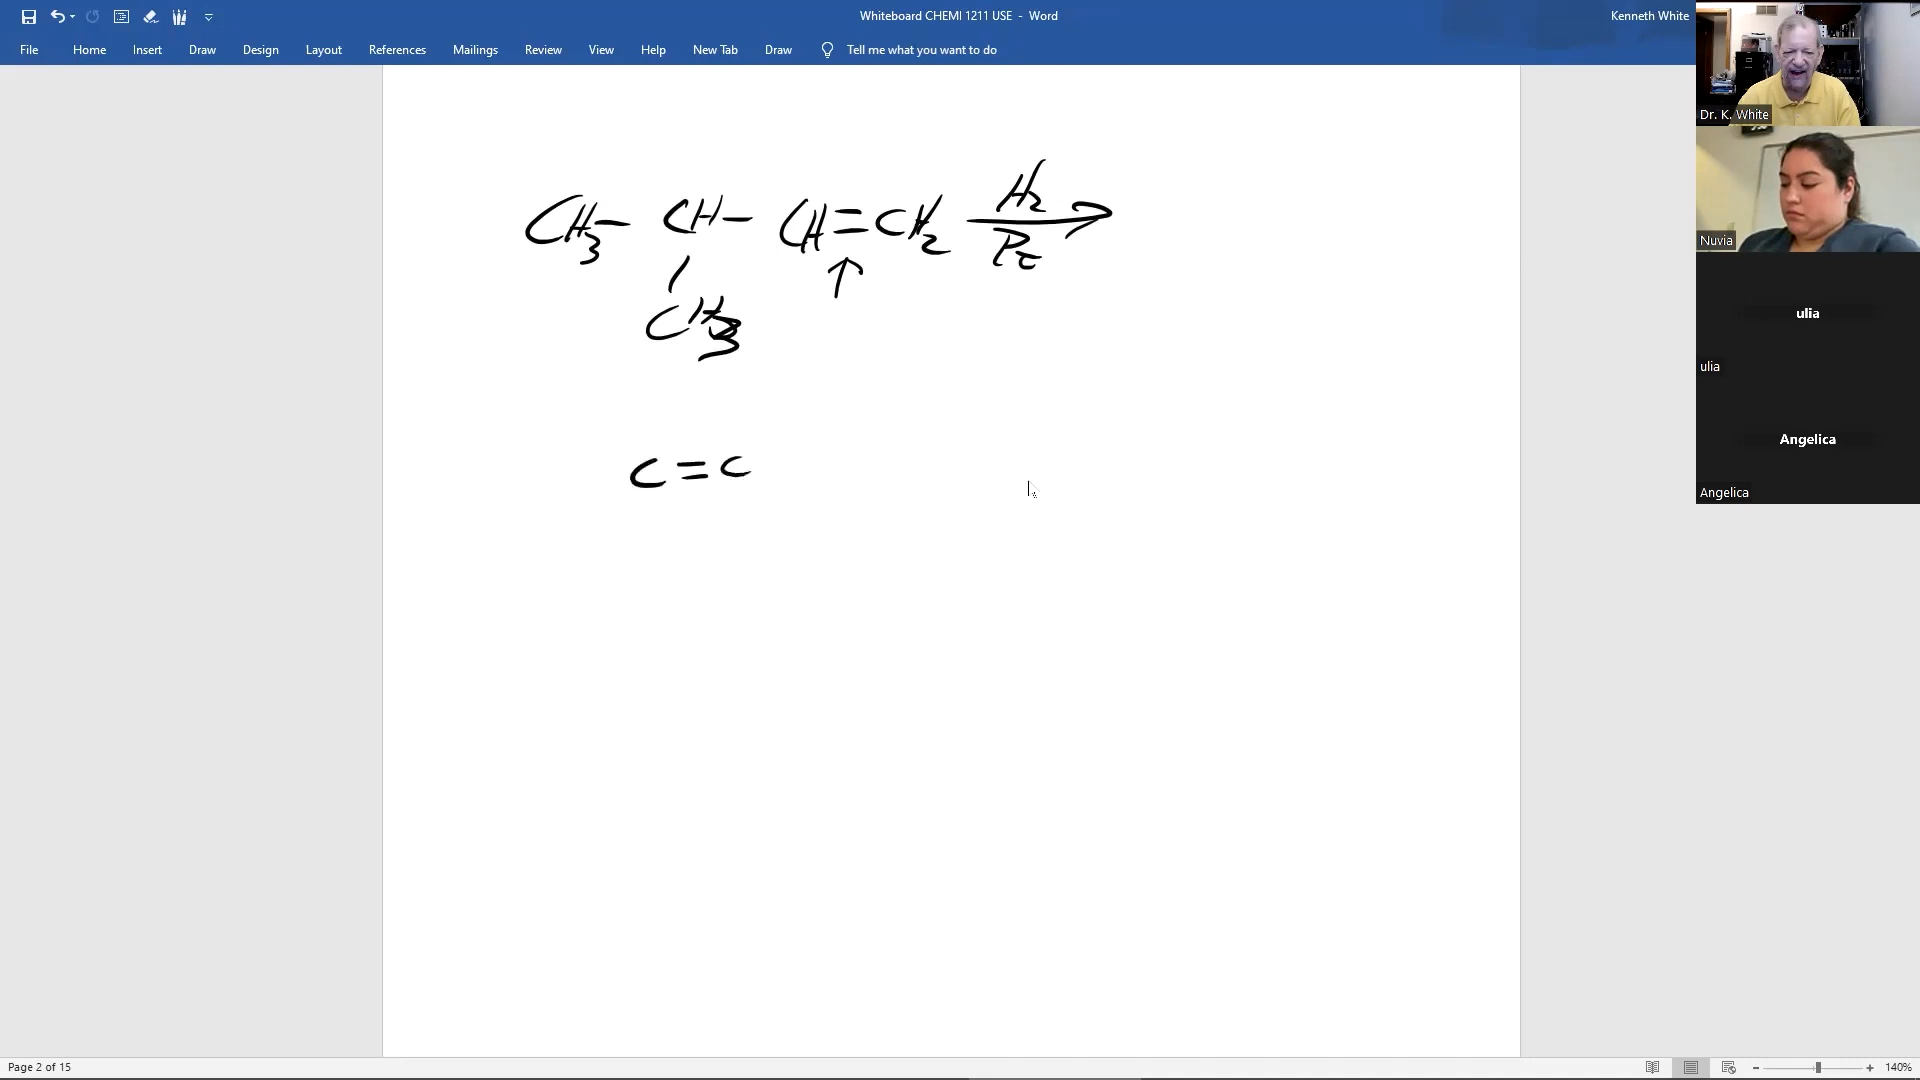 Whiteboard CHEMI 1211 USE - Word
Kenneth White
File Home Insert Draw Design Layout References Mailings Review View Help New Tab Draw Tell me what you want to do
Dr. K. White
Nuvia
ulia
ulia
Angelica
Angelica
H2
CH3- CH- CH=CH2
Pt
CH3
C=C
Page 2 of 15
140%